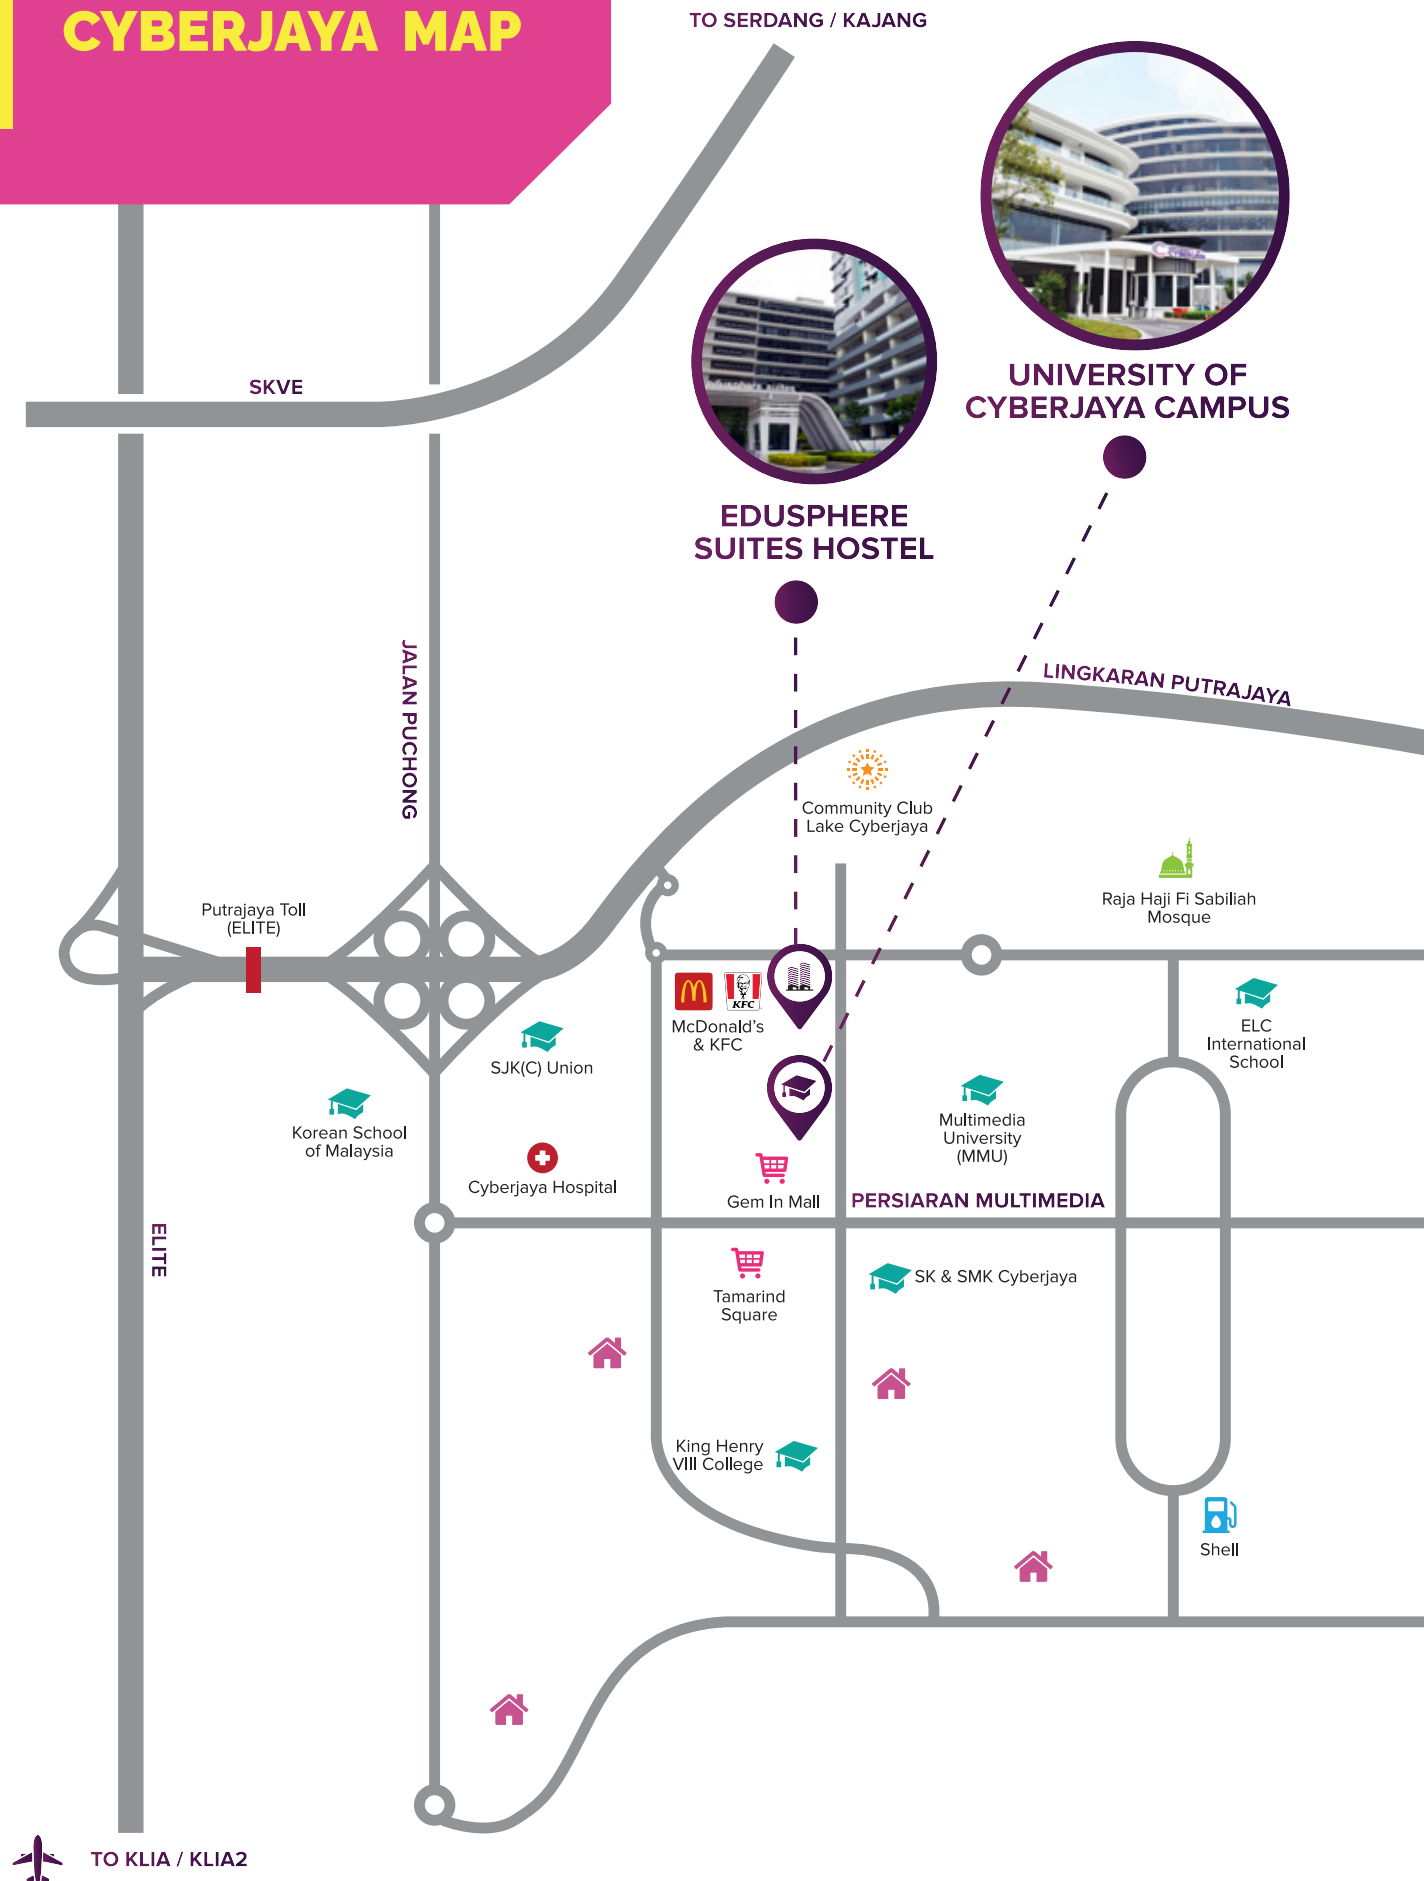 CYBERJAYA MAP
TO SERDANG / KAJANG
UNIVERSITY OF
CYBERJAYA CAMPUS
SKVE
EDUSPHERE
SUITES HOSTEL
JALAN PUCHONG
LINGKARAN PUTRAJAYA
Community Club
Lake Cyberjaya
Raja Haji Fi Sabiliah
Mosque
Putrajaya Toll
(ELITE)
KFC
McDonald's
& KFC
ELC
International
School
SJK(C) Union
Korean School
of Malaysia
Multimedia
University
(MMU)
Cyberjaya Hospital
Gem In Mall
PERSIARAN MULTIMEDIA
ELITE
SK & SMK Cyberjaya
Tamarind
Square
King Henry
VIII College
Shell
TO KLIA / KLIA2